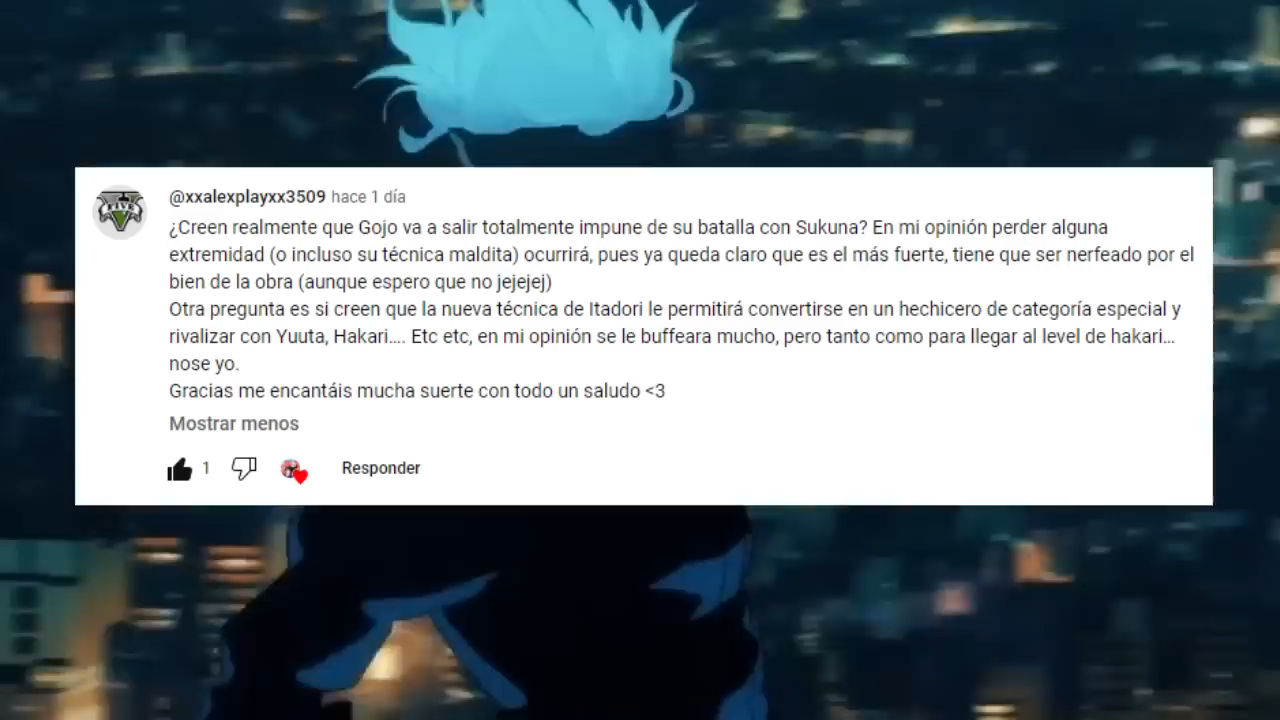 FIVE
@xxalexplayxx3509 hace 1 día
¿Creen realmente que Gojo va a salir totalmente impune de su batalla con Sukuna? En mi opinión perder alguna
extremidad (o incluso su técnica maldita) ocurrirá, pues ya queda claro que es el más fuerte, tiene que ser nerfeado por el
bien de la obra (aunque espero que no jejejej)
Otra pregunta es si creen que la nueva técnica de Itadori le permitirá convertirse en un hechicero de categoría especial y
rivalizar con Yuuta, Hakari.... Etc etc, en mi opinión se le buffeara mucho, pero tanto como para llegar al level de hakari...
nose yo.
Gracias me encantáis mucha suerte con todo un saludo <3
Mostrar menos
1 Responder